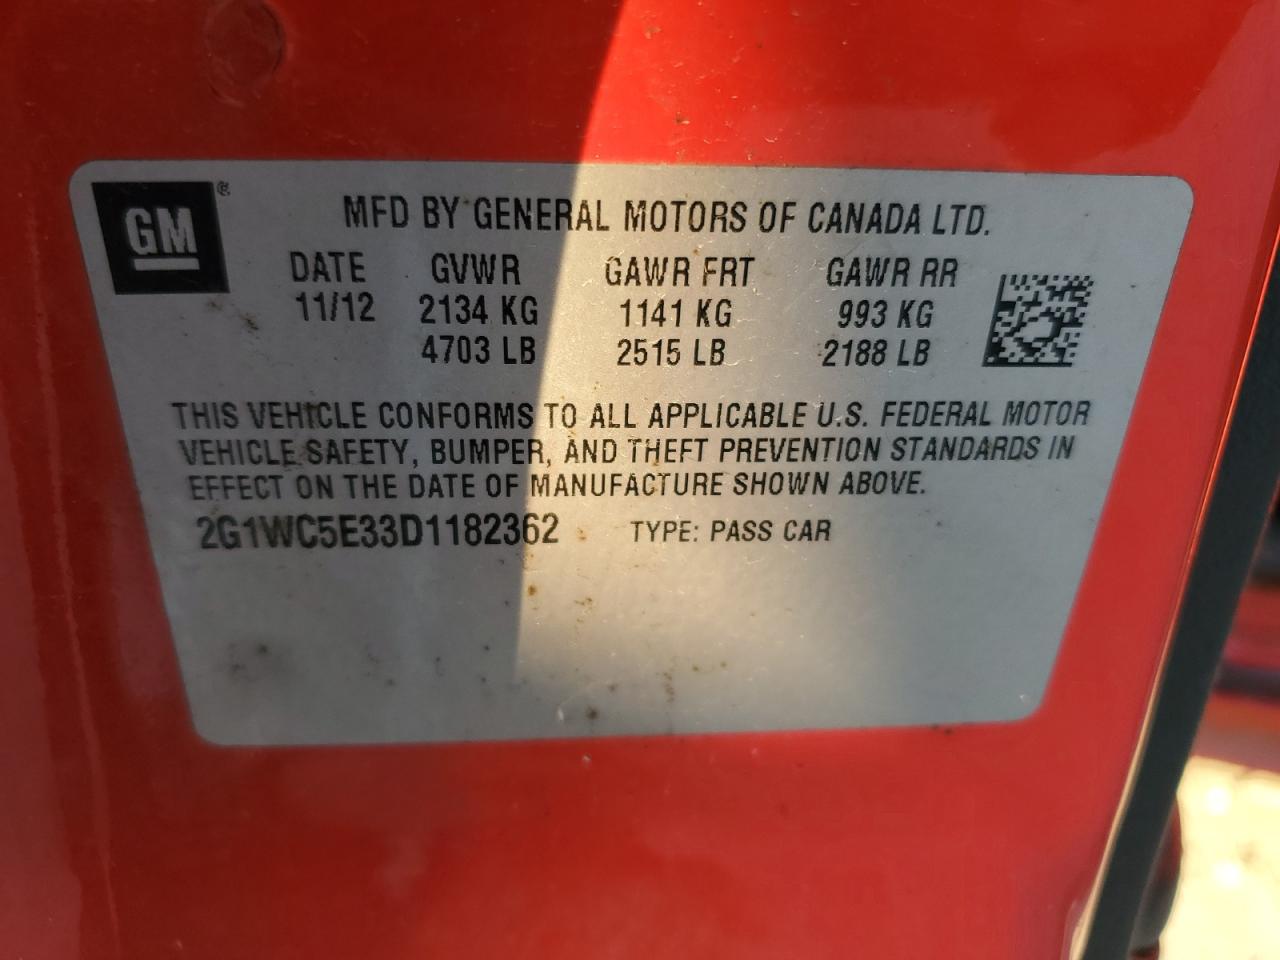 GM®
MFD BY GENERAL MOTORS OF CANADA LTD.
DATE GVWR GAWR FRT GAWR RR
11/12 2134 KG 1141 KG 993 KG
4703 LB 2515 LB 2188 LB
THIS VEHICLE CONFORMS TO ALL APPLICABLE U.S. FEDERAL MOTOR
VEHICLE SAFETY, BUMPER, AND THEFT PREVENTION STANDARDS IN
EFFECT ON THE DATE OF MANUFACTURE SHOWN ABOVE.
2G1WC5E33D1182362 TYPE: PASS CAR